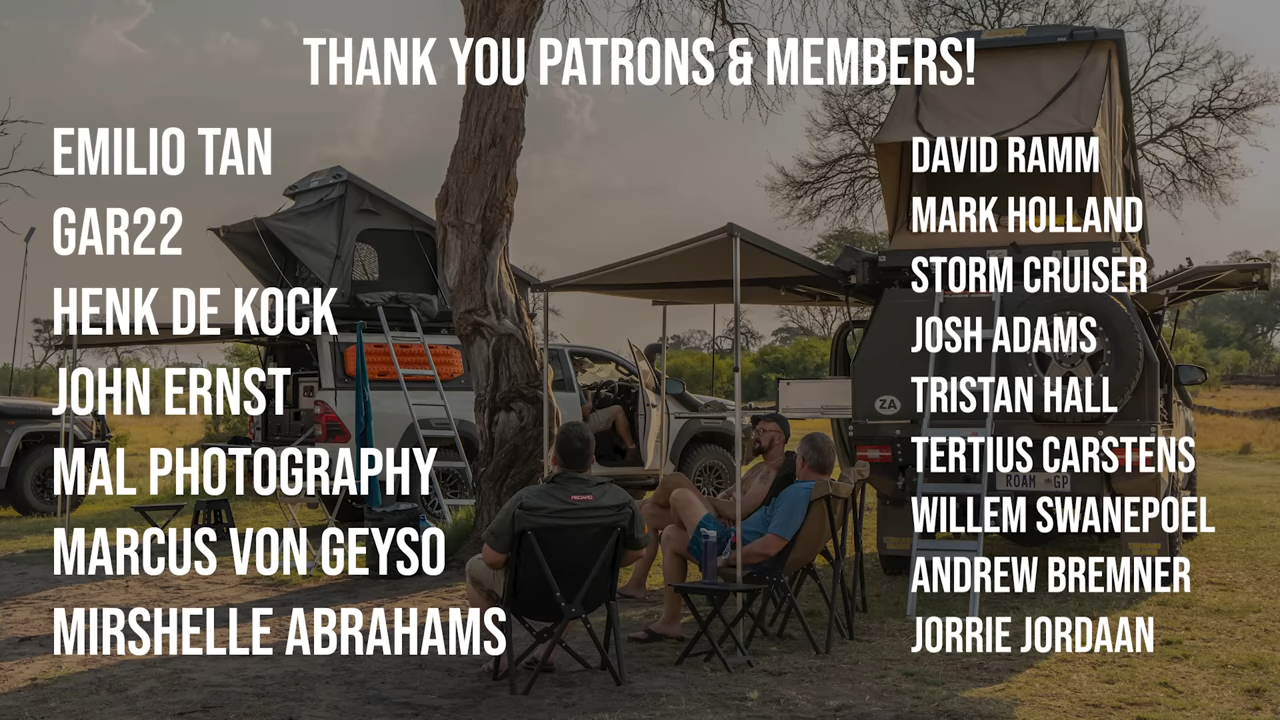 THANK YOU PATRONS & MEMBERS!
EMILIO TAN
GAR22
HENK DE KOCK
JOHN ERNST
MAL PHOTOGRAPHY
MARCUS VON GEYSO
MIRSHELLE ABRAHAMS
DAVID RAMM
MARK HOLLAND
STORM CRUISER
JOSH ADAMS
TRISTAN HALL
TERTIUS CARSTENS
WILLEM SWANEPOEL
ANDREW BREMNER
JORRIE JORDAAN
ZA
ROAM GP